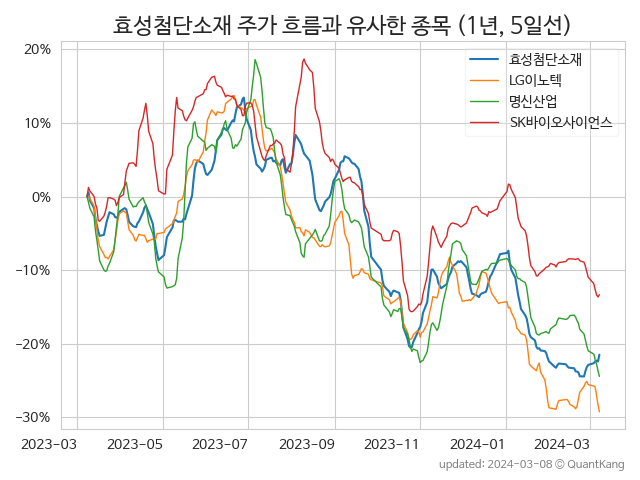 효성첨단소재 주가 흐름과 유사한 종목 (1년, 5일선)
효성첨단소재
LG이노텍
명신산업
SK바이오사이언스
20%
10%
0%
−10%
−20%
−30%
2023-03
2023-05
2023-07
2023-09
2023-11
2024-01
2024-03
updated: 2024-03-08 © QuantKang